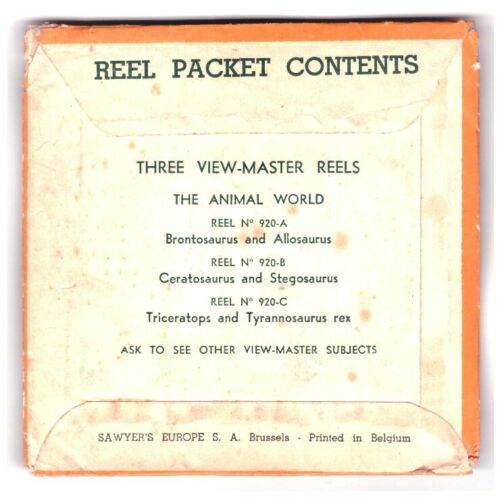 REEL PACKET CONTENTS
THREE VIEW-MASTER REELS
THE ANIMAL WORLD
REEL Nº 920-A
Brontosaurus and Allosaurus
REEL Nº 920-B
Ceratosaurus and Stegosaurus
REEL Nº 920-C
Triceratops and Tyrannosaurus rex
ASK TO SEE OTHER VIEW-MASTER SUBJECTS
SAWYER'S EUROPE S. A. Brussels - Printed in Belgium